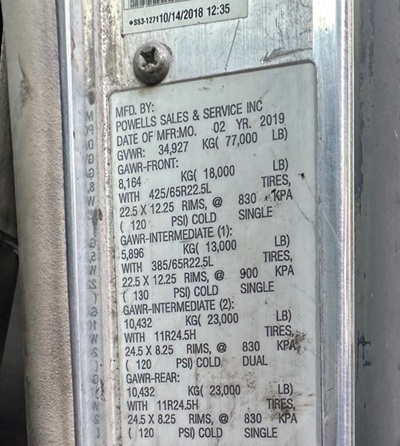 ●SS3-12711 0/14/2018 12:35
MFD. BY:
POWELLS SALES & SERVICE INC
DATE OF MFR:MO. 02 YR. 2019
GVWR: 34,927 KG( 77,000 LB)
GAWR-FRONT:
8,164 KG( 18,000 LB)
WITH 425/65R22.5L TIRES,
22.5 X 12.25 RIMS, @ 830 KPA
( 120 PSI) COLD SINGLE
GAWR-INTERMEDIATE (1):
5,896 KG( 13,000 LB)
WITH 385/65R22.5L TIRES,
22.5 X 12.25 RIMS, @ 900 KPA
( 130 PSI) COLD SINGLE
GAWR-INTERMEDIATE (2):
10,432 KG( 23,000 LB)
WITH 11R24.5H TIRES,
24.5 X 8.25 RIMS, @ 830 KPA
( 120 PSI) COLD DUAL
GAWR-REAR:
10,432 KG( 23,000 LB)
WITH 11R24.5H TIRES,
24.5 X 8.25 RIMS, @ 830 KPA
( 120 PSI) COLD SINGLE